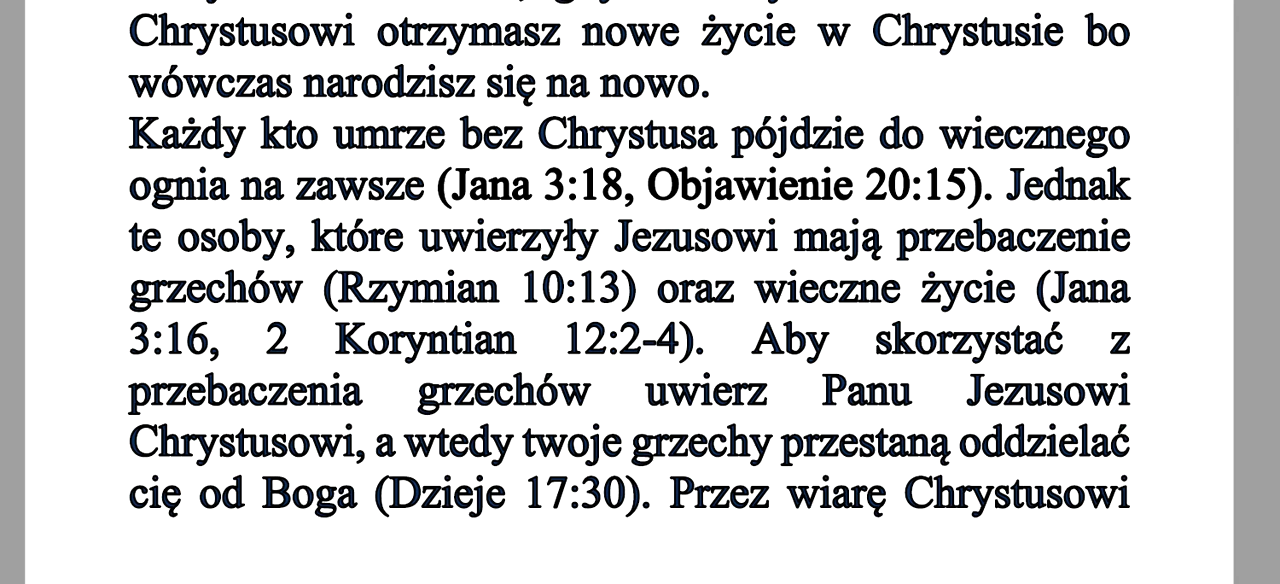 Chrystusowi otrzymasz nowe życie w Chrystusie bo
wówczas narodzisz się na nowo.
Każdy kto umrze bez Chrystusa pójdzie do wiecznego
ognia na zawsze (Jana 3:18, Objawienie 20:15). Jednak
te osoby, które uwierzyły Jezusowi mają przebaczenie
grzechów (Rzymian 10:13) oraz wieczne życie (Jana
3:16, 2 Koryntian 12:2-4). Aby skorzystać z
przebaczenia grzechów uwierz Panu Jezusowi
Chrystusowi, a wtedy twoje grzechy przestaną oddzielać
cię od Boga (Dzieje 17:30). Przez wiarę Chrystusowi